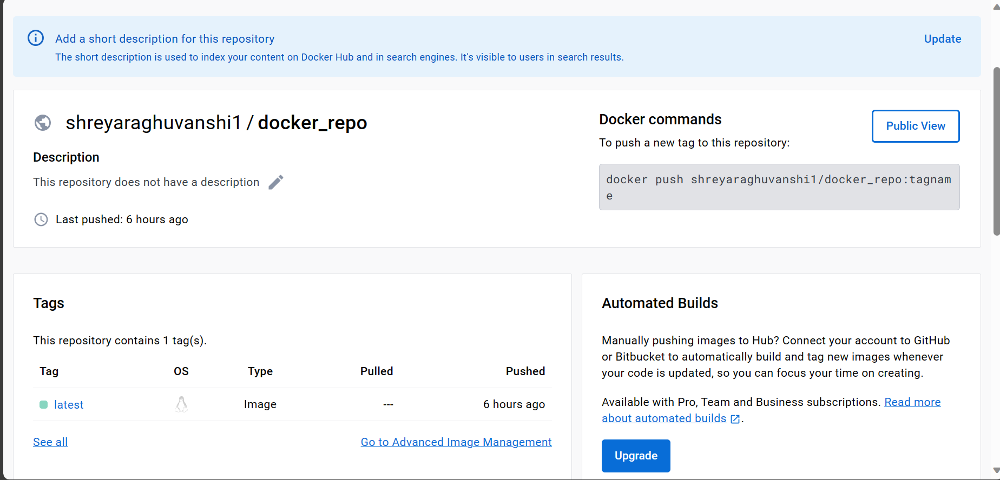 Add a short description for this repository
Update
The short description is used to index your content on Docker Hub and in search engines. It's visible to users in search results.
shreyaraghuvanshi1 / docker_repo
Description
This repository does not have a description
Last pushed: 6 hours ago
Docker commands
Public View
To push a new tag to this repository:
docker push shreyaraghuvanshi1/docker_repo:tagnam
e
Tags
This repository contains 1 tag(s).
Tag OS Type Pulled Pushed
latest Image --- 6 hours ago
See all
Go to Advanced Image Management
Automated Builds
Manually pushing images to Hub? Connect your account to GitHub
or Bitbucket to automatically build and tag new images whenever
your code is updated, so you can focus your time on creating.
Available with Pro, Team and Business subscriptions. Read more
about automated builds.
Upgrade